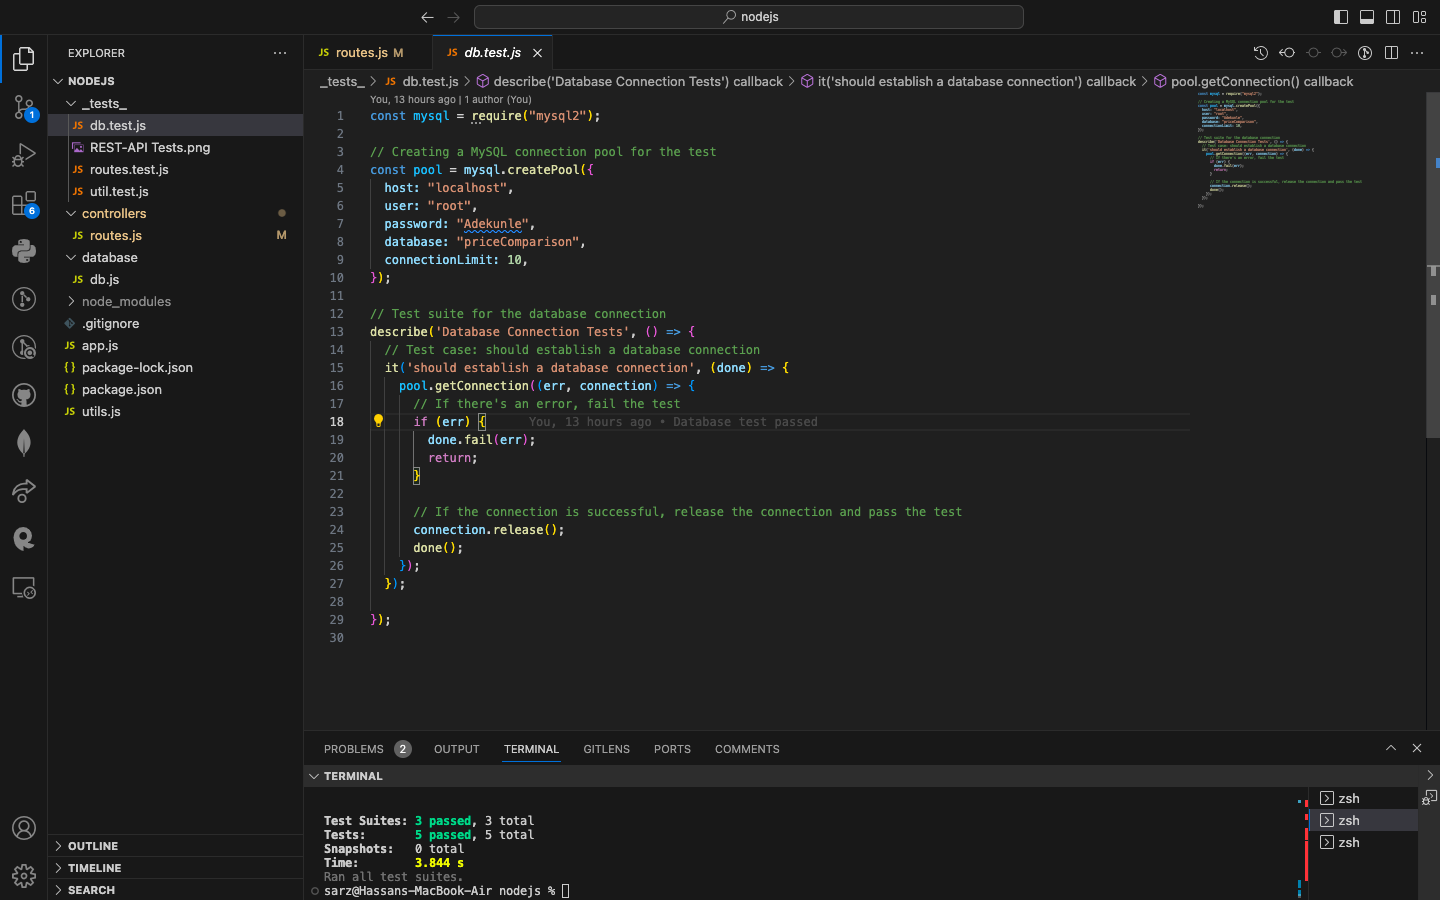 nodejs
EXPLORER
NODEJS
_tests_
JS db.test.js
REST-API Tests.png
JS routes.test.js
JS util.test.js
controllers
JS routes.js M
database
JS db.js
node_modules
.gitignore
JS app.js
{} package-lock.json
{} package.json
JS utils.js
OUTLINE
TIMELINE
SEARCH
1
6
JS routes.js M
JS db.test.js
_tests_ > JS db.test.js > describe('Database Connection Tests') callback > it('should establish a database connection') callback > pool.getConnection() callback
You, 13 hours ago | 1 author (You)
1 const mysql = require("mysql2");
2
3 // Creating a MySQL connection pool for the test
4 const pool = mysql.createPool({
5 host: "localhost",
6 user: "root",
7 password: "Adekunle",
8 database: "priceComparison",
9 connectionLimit: 10,
10 });
11
12 // Test suite for the database connection
13 describe('Database Connection Tests', () => {
14 // Test case: should establish a database connection
15 it('should establish a database connection', (done) => {
16 pool.getConnection((err, connection) => {
17 // If there's an error, fail the test
18 if (err) { You, 13 hours ago • Database test passed
19 done.fail(err);
20 return;
21 }
22
23 // If the connection is successful, release the connection and pass the test
24 connection.release();
25 done();
26 });
27 });
28
29 });
30
PROBLEMS 2 OUTPUT TERMINAL GITLENS PORTS COMMENTS
TERMINAL
Test Suites: 3 passed, 3 total
Tests: 5 passed, 5 total
Snapshots: 0 total
Time: 3.844 s
Ran all test suites.
sarz@Hassans-MacBook-Air nodejs %
zsh
zsh
zsh